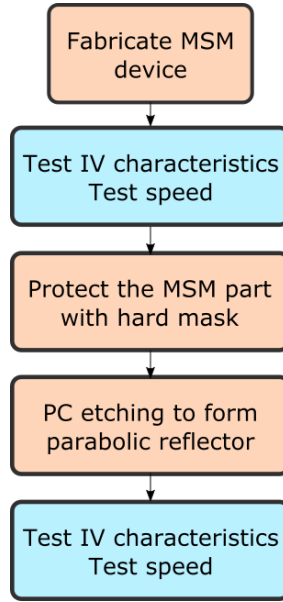 Fabricate MSM
device
Test IV characteristics
Test speed
Protect the MSM part
with hard mask
PC etching to form
parabolic reflector
Test IV characteristics
Test speed